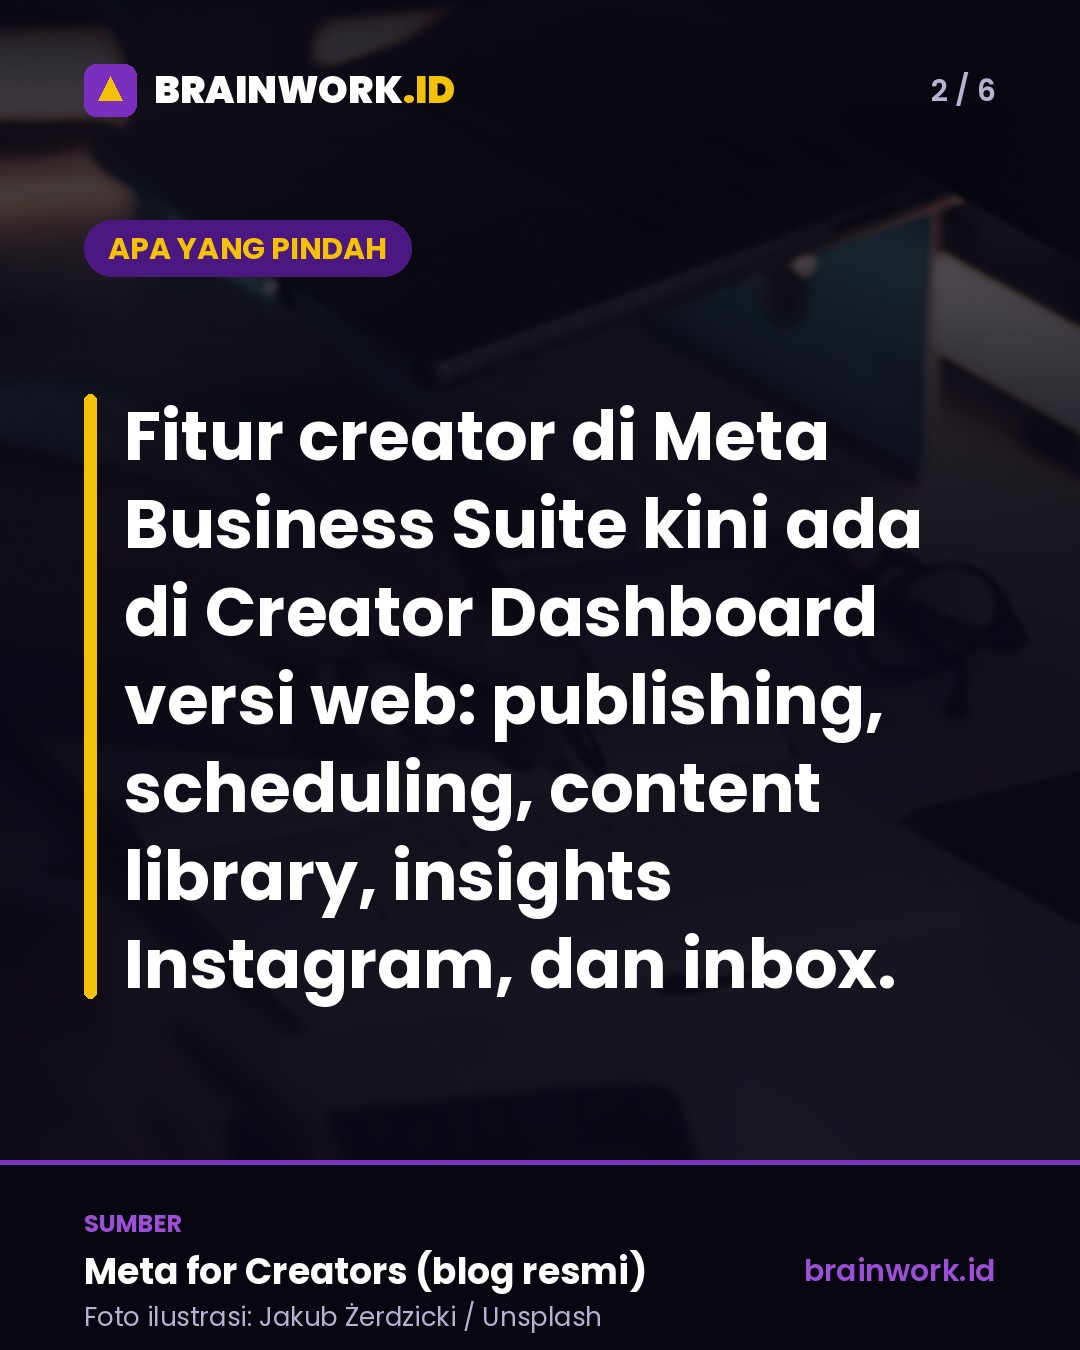 BRAINWORK.ID
2 / 6
APA YANG PINDAH
Fitur creator di Meta
Business Suite kini ada
di Creator Dashboard
versi web: publishing,
scheduling, content
library, insights
Instagram, dan inbox.
SUMBER
Meta for Creators (blog resmi)
brainwork.id
Foto ilustrasi: Jakub Żerdzicki / Unsplash